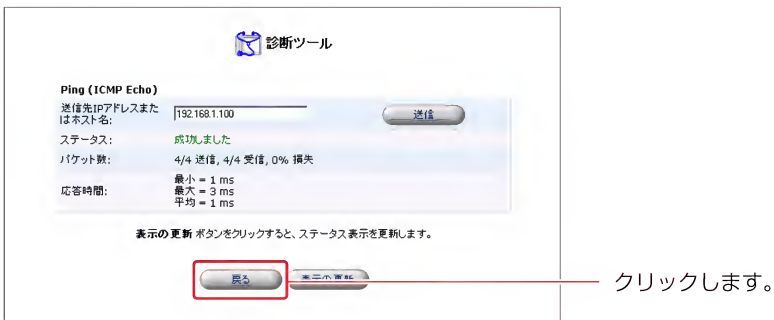 診断ツール
Ping (ICMP Echo)
送信先IPアドレスまた
はホスト名:
192.168.1.100
送信
ステータス:
成功しました
パケット数:
4/4 送信, 4/4 受信, 0% 損失
応答時間:
最小 = 1 ms
最大 = 3 ms
平均 = 1 ms
表示の更新 ボタンをクリックすると、ステータス表示を更新します。
戻る
表示の更新
クリックします。